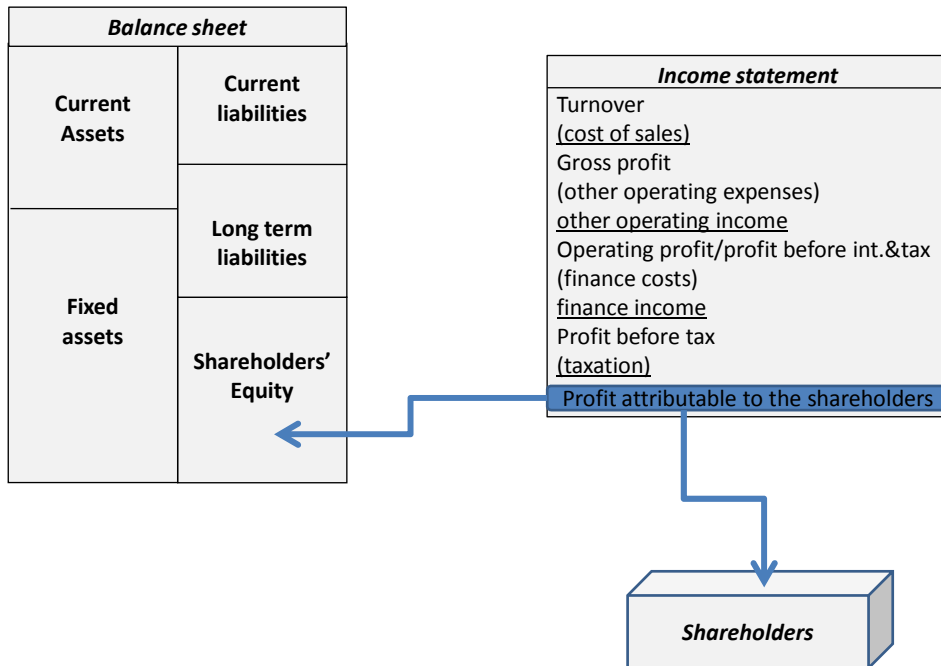 Balance sheet
Current
Assets
Current
liabilities
Long term
liabilities
Fixed
assets
Shareholders’
Equity
Income statement
Turnover
(cost of sales)
Gross profit
(other operating expenses)
other operating income
Operating profit/profit before int.&tax
(finance costs)
finance income
Profit before tax
(taxation)
Profit attributable to the shareholders
Shareholders